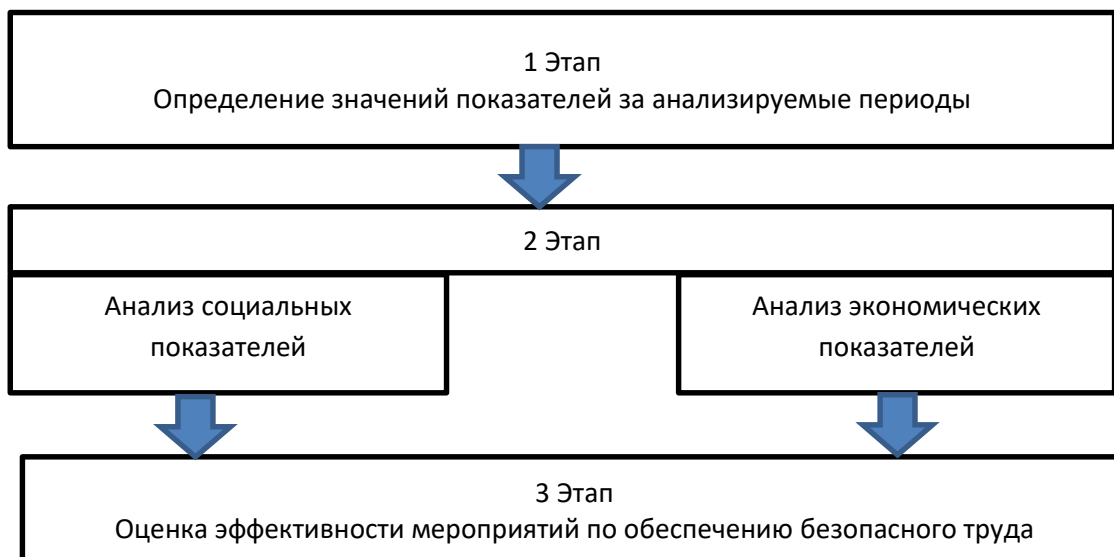 1 Этап
Определение значений показателей за анализируемые периоды
2 Этап
Анализ социальных
показателей
Анализ экономических
показателей
3 Этап
Оценка эффективности мероприятий по обеспечению безопасного труда